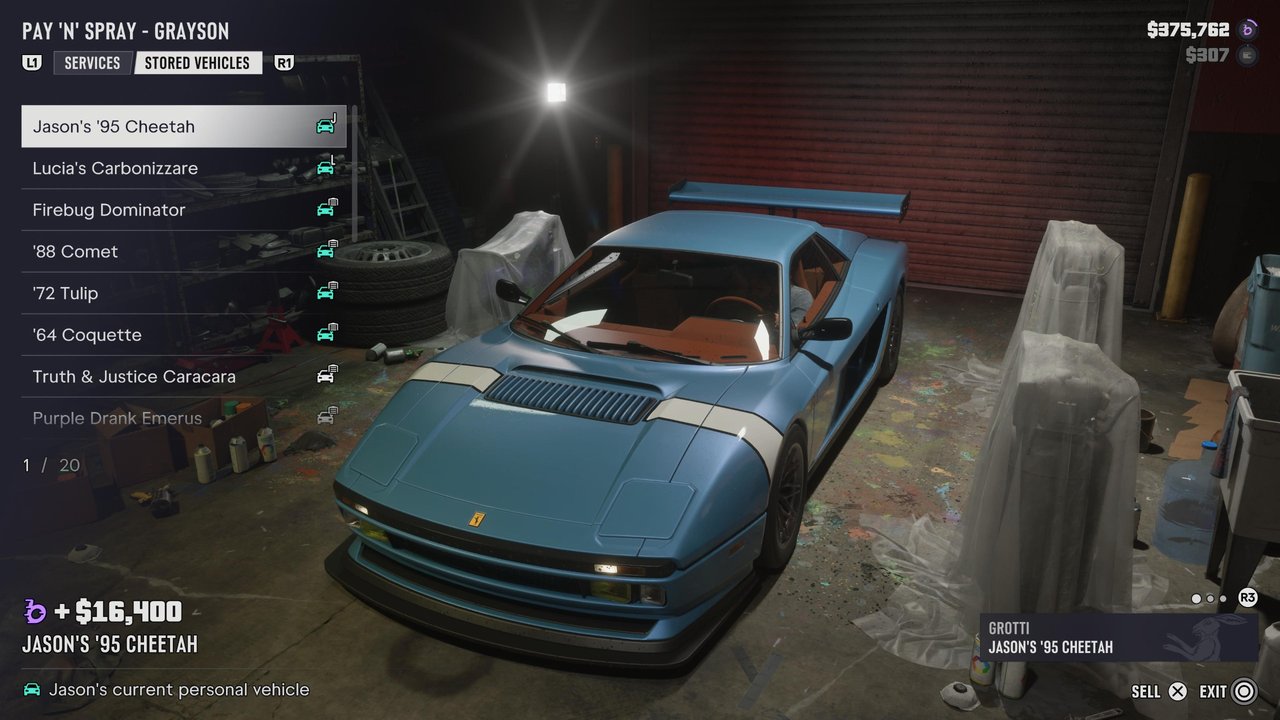 PAY 'N' SPRAY - GRAYSON
$375,762
$307
L1 SERVICES STORED VEHICLES R1
Jason's '95 Cheetah
J
Lucia's Carbonizzare
L
Firebug Dominator
'88 Comet
'72 Tulip
'64 Coquette
Truth & Justice Caracara
Purple Drank Emerus
1 / 20
+ $16,400
JASON'S '95 CHEETAH
Jason's current personal vehicle
R3
GROTTI
JASON'S '95 CHEETAH
SELL EXIT